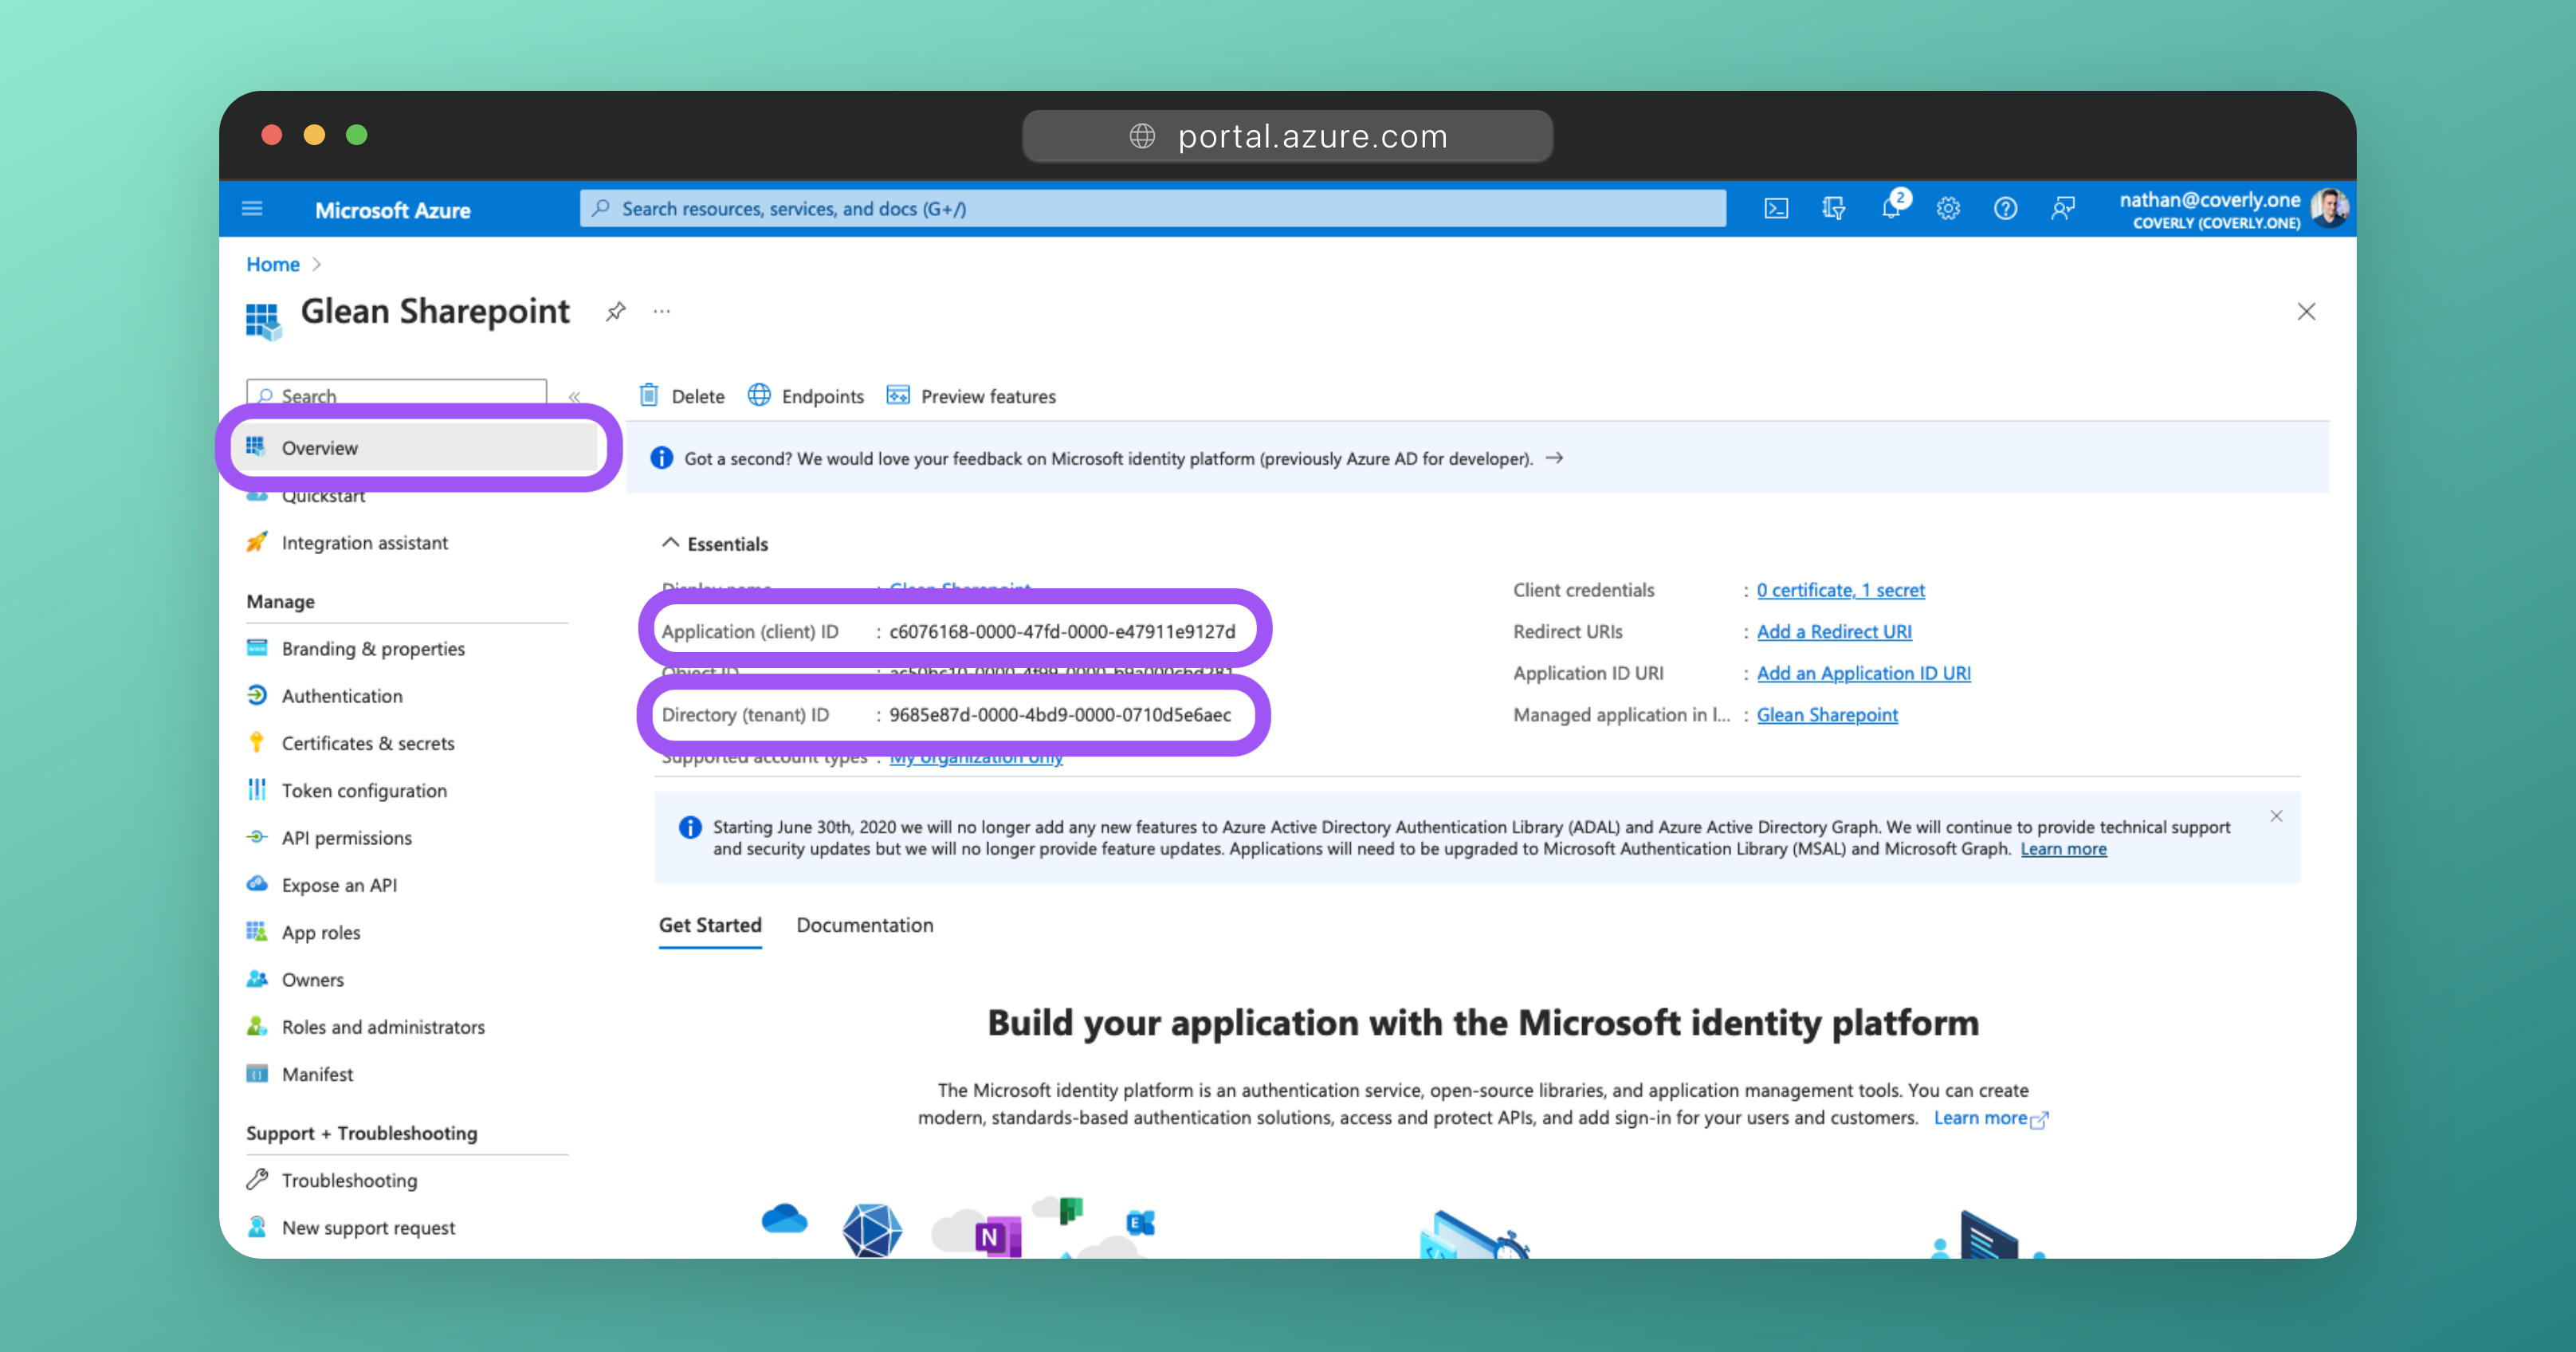 portal.azure.com
Microsoft Azure
Search resources, services, and docs (G+/)
2
nathan@coverly.one
COVERLY (COVERLY.ONE)
Home
Glean Sharepoint
Search
Delete
Endpoints
Preview features
Overview
Got a second? We would love your feedback on Microsoft identity platform (previously Azure AD for developer).
Quickstart
Integration assistant
Manage
Branding & properties
Authentication
Certificates & secrets
Token configuration
API permissions
Expose an API
App roles
Owners
Roles and administrators
Manifest
Support + Troubleshooting
Troubleshooting
New support request
Essentials
Display name : Glean Sharepoint
Application (client) ID : c6076168-0000-47fd-0000-e47911e9127d
Object ID :
Directory (tenant) ID : 9685e87d-0000-4bd9-0000-0710d5e6aec
Supported account types : My organization only
Client credentials : 0 certificate, 1 secret
Redirect URIs : Add a Redirect URI
Application ID URI : Add an Application ID URI
Managed application in l... : Glean Sharepoint
Starting June 30th, 2020 we will no longer add any new features to Azure Active Directory Authentication Library (ADAL) and Azure Active Directory Graph. We will continue to provide technical support
and security updates but we will no longer provide feature updates. Applications will need to be upgraded to Microsoft Authentication Library (MSAL) and Microsoft Graph. Learn more
Get Started
Documentation
Build your application with the Microsoft identity platform
The Microsoft identity platform is an authentication service, open-source libraries, and application management tools. You can create
modern, standards-based authentication solutions, access and protect APIs, and add sign-in for your users and customers. Learn more
N
E